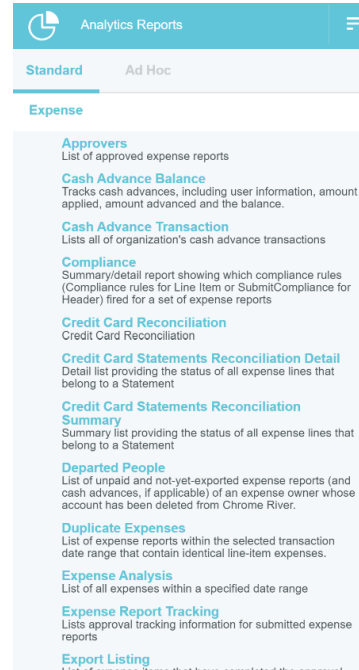 Analytics Reports
Standard Ad Hoc
Expense
Approvers
List of approved expense reports
Cash Advance Balance
Tracks cash advances, including user information, amount
applied, amount advanced and the balance.
Cash Advance Transaction
Lists all of organization's cash advance transactions
Compliance
Summary/detail report showing which compliance rules
(Compliance rules for Line Item or SubmitCompliance for
Header) fired for a set of expense reports
Credit Card Reconciliation
Credit Card Reconciliation
Credit Card Statements Reconciliation Detail
Detail list providing the status of all expense lines that
belong to a Statement
Credit Card Statements Reconciliation
Summary
Summary list providing the status of all expense lines that
belong to a Statement
Departed People
List of unpaid and not-yet-exported expense reports (and
cash advances, if applicable) of an expense owner whose
account has been deleted from Chrome River.
Duplicate Expenses
List of expense reports within the selected transaction
date range that contain identical line-item expenses.
Expense Analysis
List of all expenses within a specified date range
Expense Report Tracking
Lists approval tracking information for submitted expense
reports
Export Listing
List of expense items that have completed the approval